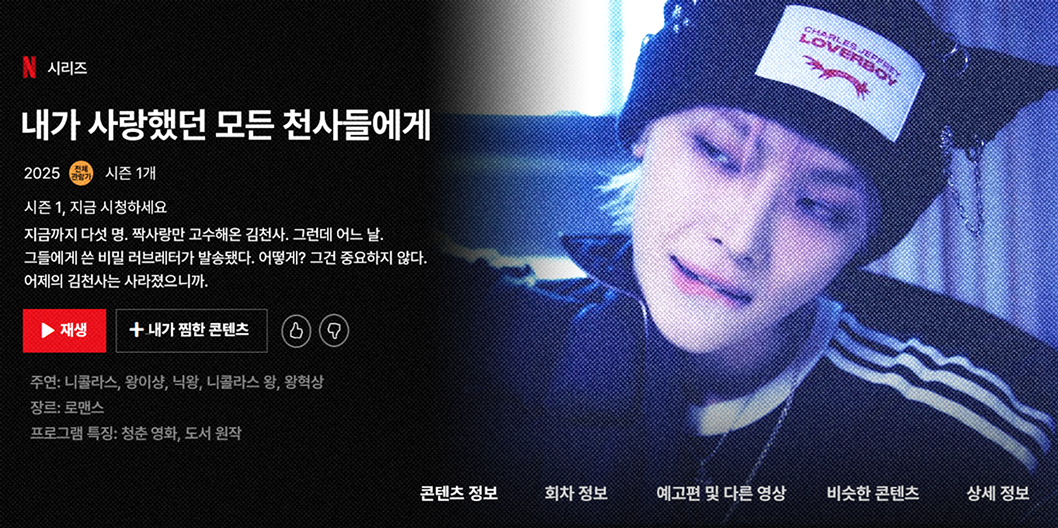 N 시리즈
내가 사랑했던 모든 천사들에게
2025 전체 관람가 시즌 1개
시즌 1, 지금 시청하세요
지금까지 다섯 명. 짝사랑만 고수해온 김천사. 그런데 어느 날.
그들에게 쓴 비밀 러브레터가 발송됐다. 어떻게? 그건 중요하지 않다.
어제의 김천사는 사라졌으니까.
재생 + 내가 찜한 콘텐츠
주연: 니콜라스, 왕이샹, 닉왕, 니콜라스 왕, 왕혁상
장르: 로맨스
프로그램 특징: 청춘 영화, 도서 원작
콘텐츠 정보 회차 정보 예고편 및 다른 영상 비슷한 콘텐츠 상세 정보
CHARLES JEFFREY
LOVERBOY